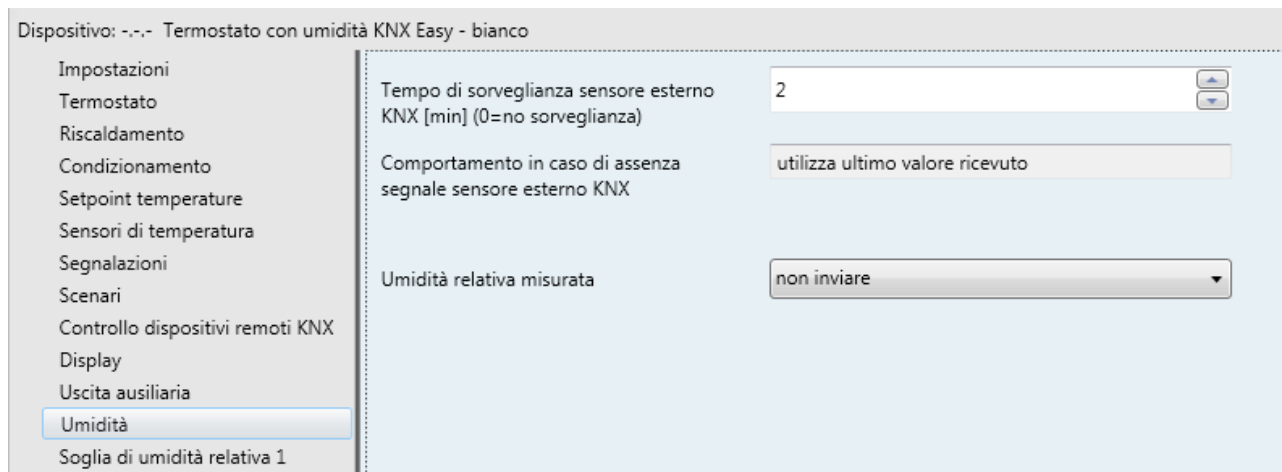 Dispositivo: -.-.- Termostato con umidità KNX Easy - bianco
Impostazioni
Termostato
Riscaldamento
Condizionamento
Setpoint temperature
Sensori di temperatura
Segnalazioni
Scenari
Controllo dispositivi remoti KNX
Display
Uscita ausiliaria
Umidità
Soglia di umidità relativa 1
Tempo di sorveglianza sensore esterno
KNX [min] (0=no sorveglianza)
2
Comportamento in caso di assenza
segnale sensore esterno KNX
utilizza ultimo valore ricevuto
Umidità relativa misurata
non inviare